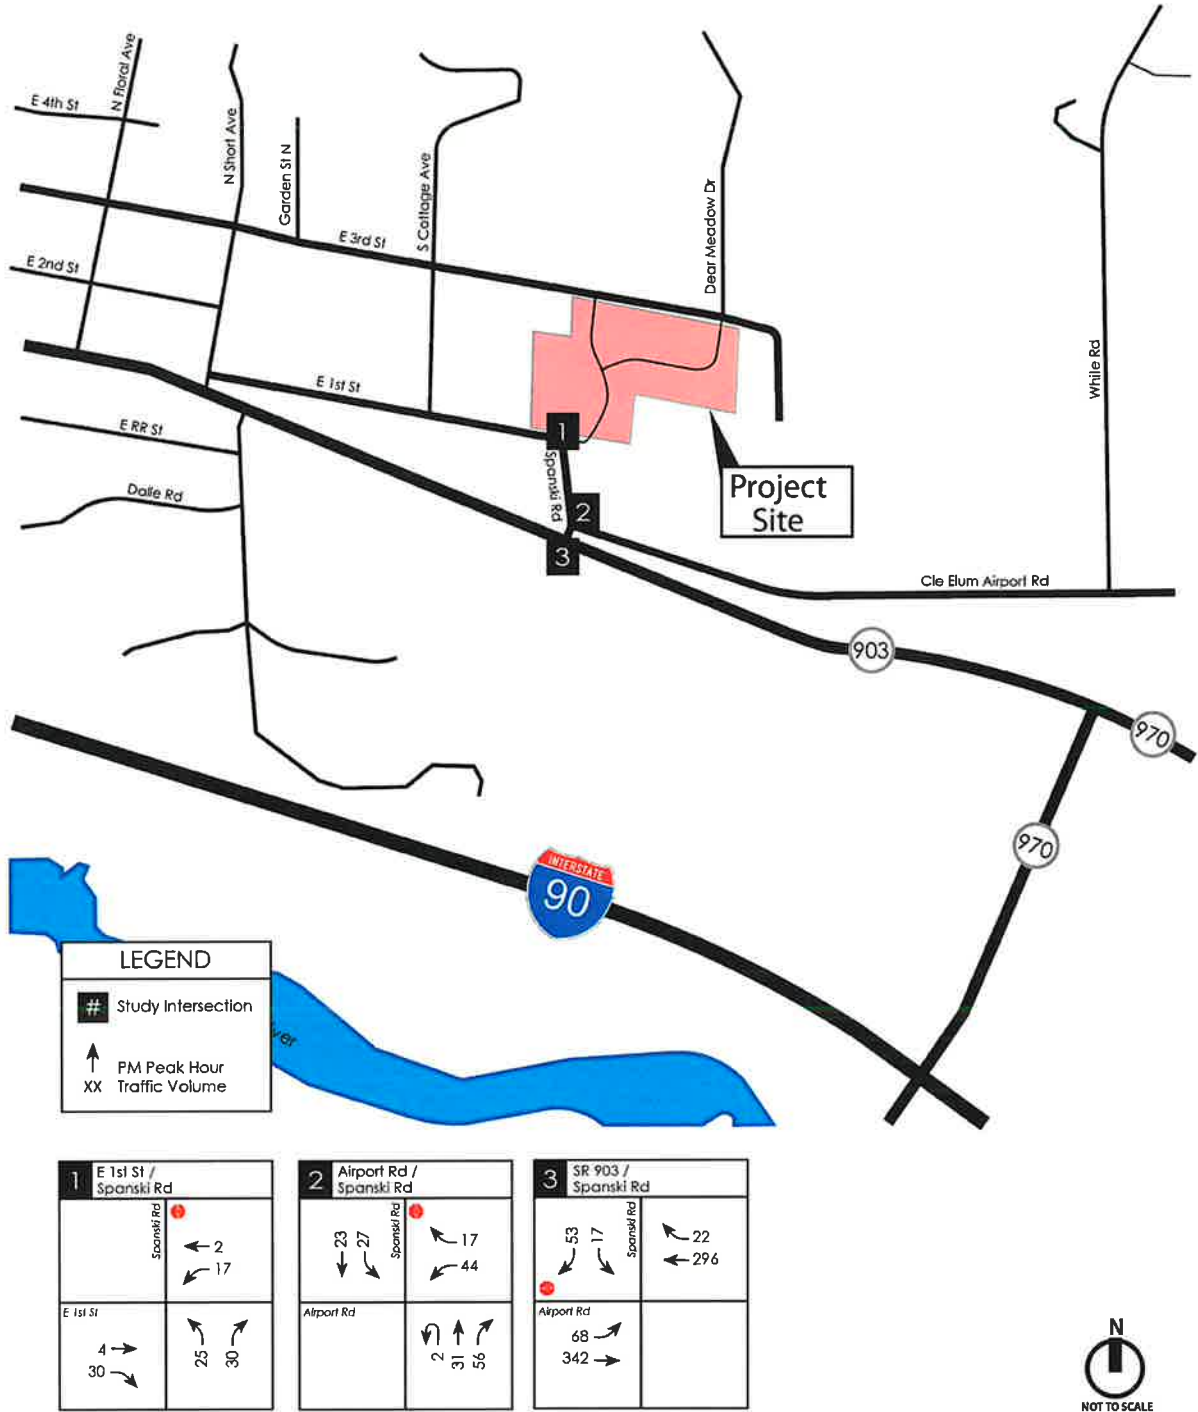 N Floral Ave
E 4th St
N Short Ave
Garden St N
S Cottage Ave
Dear Meadow Dr
E 3rd St
E 2nd St
While Rd
E 1st St
E RR St
1
Spanski Rd
Dalle Rd
2
3
Project
Site
Cle Elum Airport Rd
903
970
970
INTERSTATE
90
LEGEND
# Study Intersection
PM Peak Hour
XX Traffic Volume
iver
1 E 1st St /
Spanski Rd
Spanski Rd
2
17
E 1st St
4
30
25
30
2 Airport Rd /
Spanski Rd
23
27
Spanski Rd
17
44
Airport Rd
2
31
56
3 SR 903 /
Spanski Rd
53
17
Spanski Rd
22
296
Airport Rd
68
342
N
NOT TO SCALE